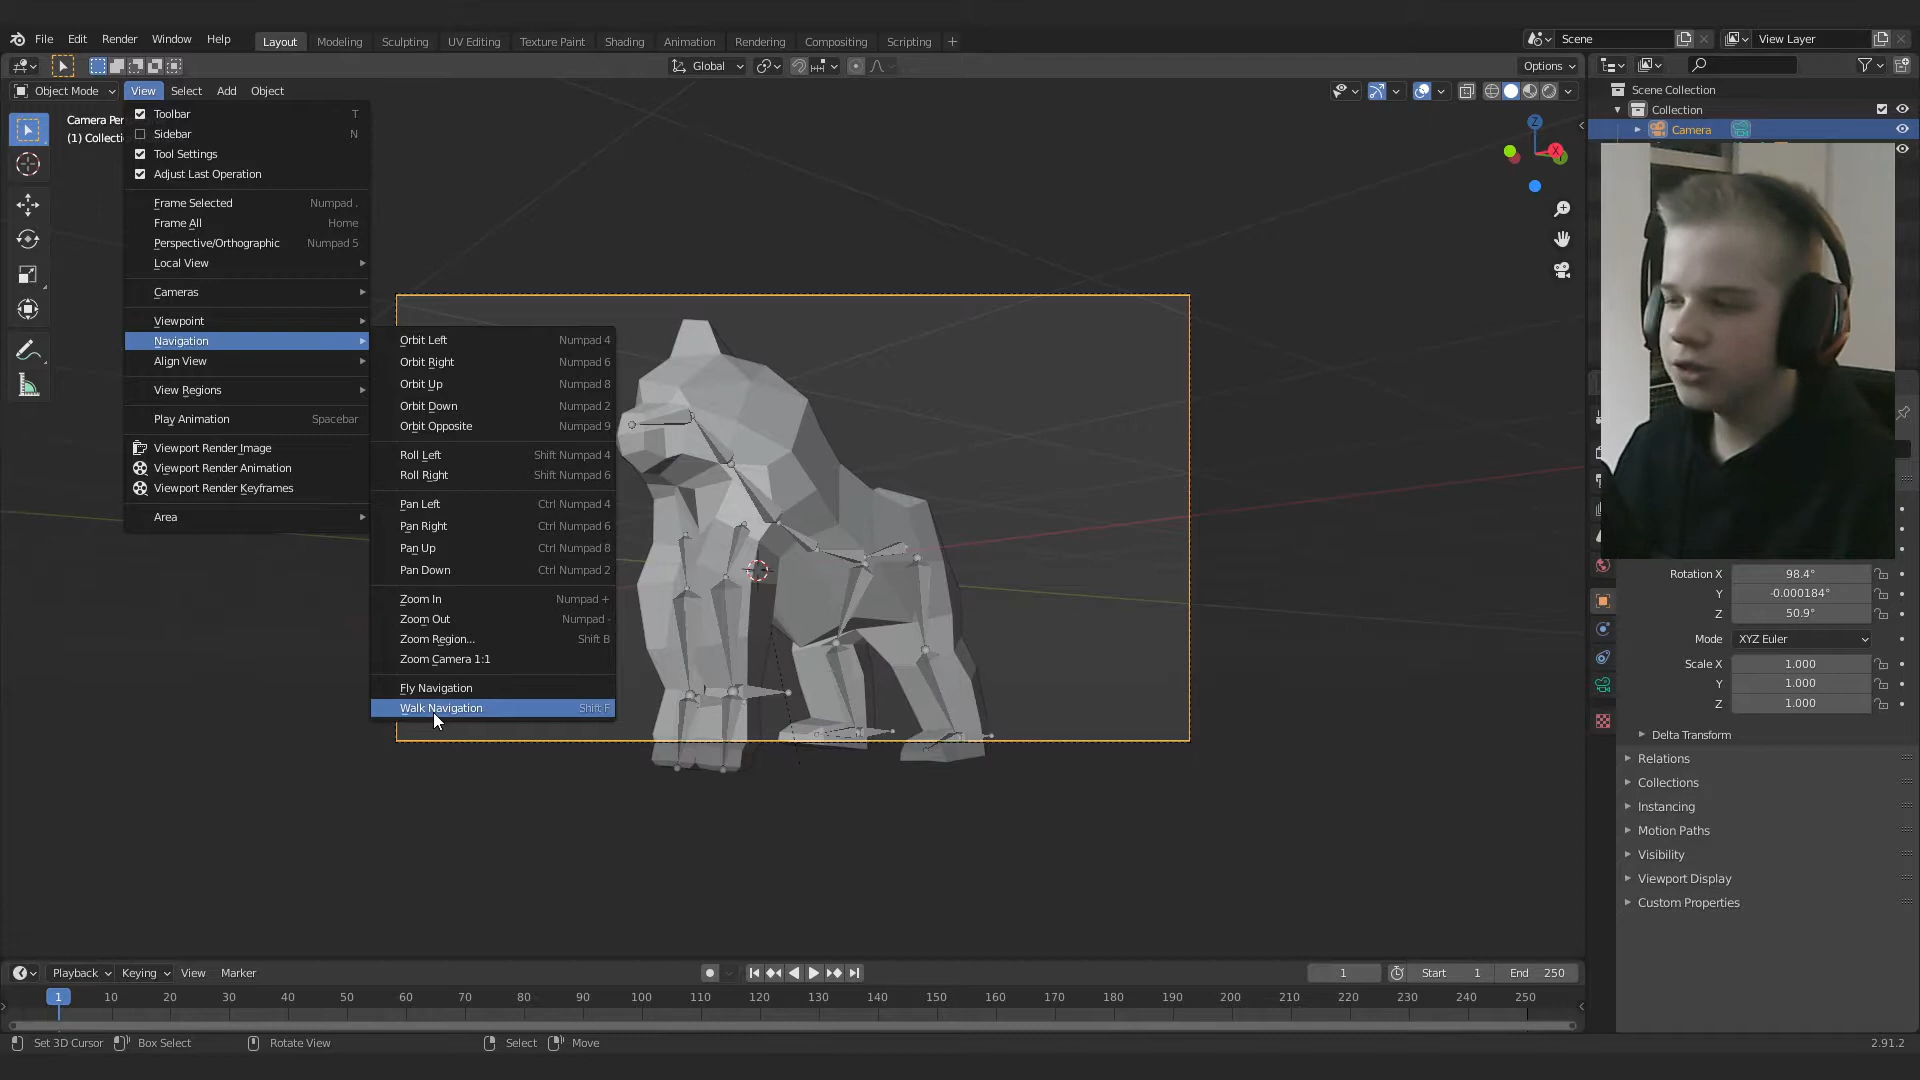 File Edit Render Window Help Layout Modeling Sculpting UV Editing Texture Paint Shading Animation Rendering Compositing Scripting + Scene View Layer
Global Options
Object Mode View Select Add Object
Scene Collection
Collection
Camera
Camera Per
(1) Collecti
Toolbar T
Sidebar N
Tool Settings
Adjust Last Operation
Frame Selected Numpad .
Frame All Home
Perspective/Orthographic Numpad 5
Local View
Cameras
Viewpoint
Navigation
Align View
View Regions
Play Animation Spacebar
Viewport Render Image
Viewport Render Animation
Viewport Render Keyframes
Area
Orbit Left Numpad 4
Orbit Right Numpad 6
Orbit Up Numpad 8
Orbit Down Numpad 2
Orbit Opposite Numpad 9
Roll Left Shift Numpad 4
Roll Right Shift Numpad 6
Pan Left Ctrl Numpad 4
Pan Right Ctrl Numpad 6
Pan Up Ctrl Numpad 8
Pan Down Ctrl Numpad 2
Zoom In Numpad +
Zoom Out Numpad -
Zoom Region... Shift B
Zoom Camera 1:1
Fly Navigation
Walk Navigation Shift F
Z
X
Rotation X 98.4°
Y -0.000184°
Z 50.9°
Mode XYZ Euler
Scale X 1.000
Y 1.000
Z 1.000
Delta Transform
Relations
Collections
Instancing
Motion Paths
Visibility
Viewport Display
Custom Properties
Playback Keying View Marker 1 Start 1 End 250
1 10 20 30 40 50 60 70 80 90 100 110 120 130 140 150 160 170 180 190 200 210 220 230 240 250
Set 3D Cursor Box Select Rotate View Select Move 2.91.2